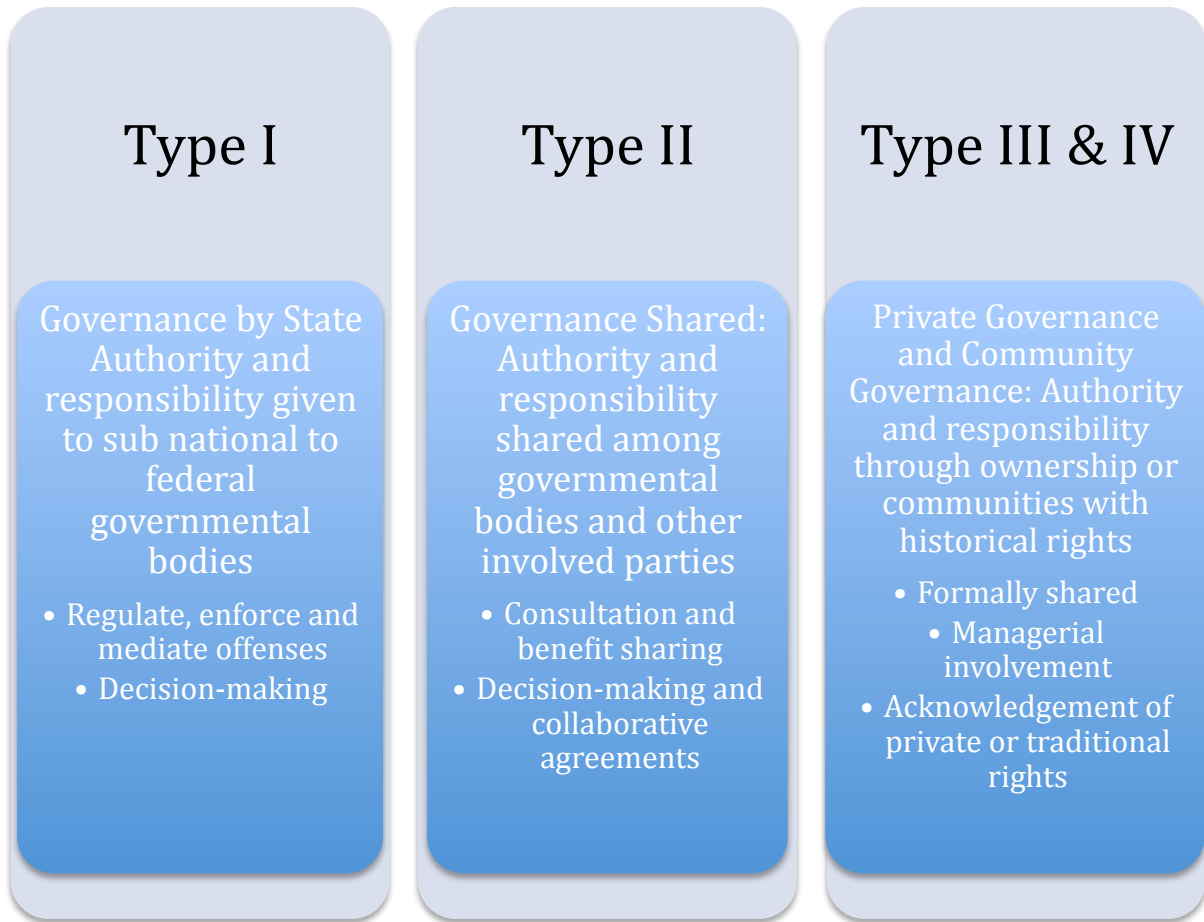 Type I
Governance by State
Authority and
responsibility given
to sub national to
federal
governmental
bodies
• Regulate, enforce and
mediate offenses
• Decision-making
Type II
Governance Shared:
Authority and
responsibility
shared among
governmental
bodies and other
involved parties
• Consultation and
benefit sharing
• Decision-making and
collaborative
agreements
Type III & IV
Private Governance
and Community
Governance: Authority
and responsibility
through ownership or
communities with
historical rights
• Formally shared
• Managerial
involvement
• Acknowledgement of
private or traditional
rights